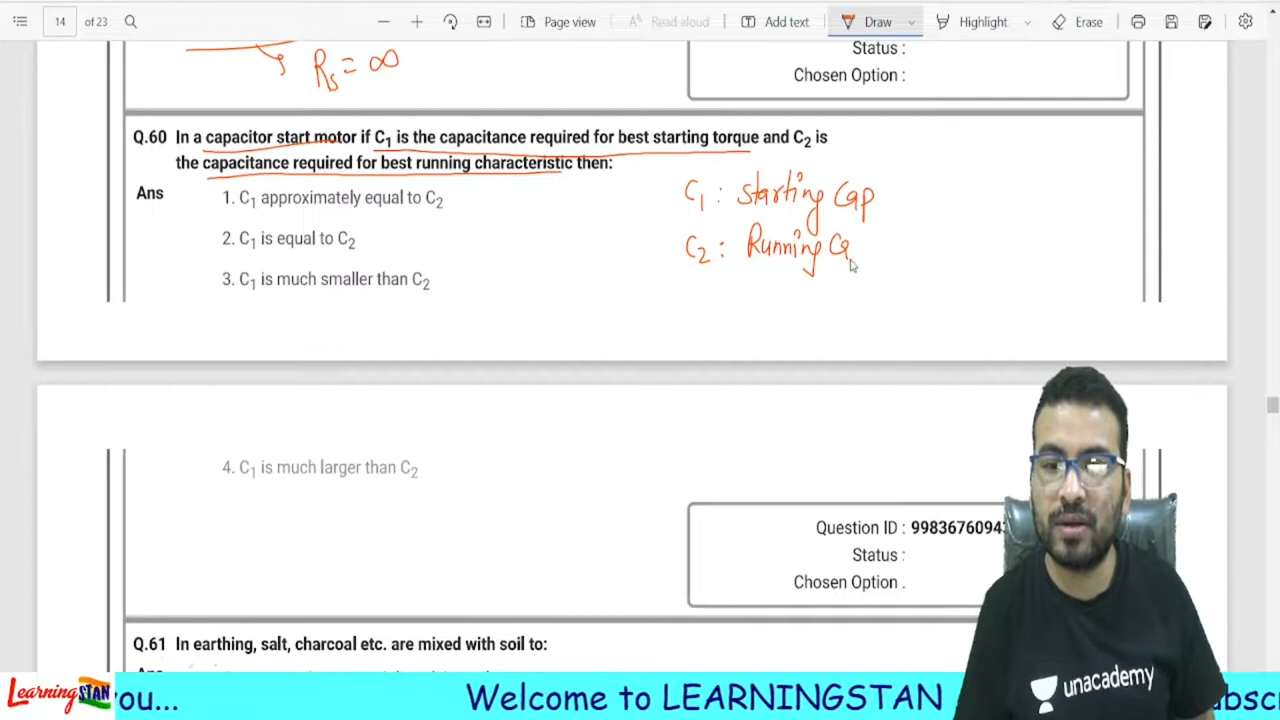 14 of 23
Page view
Read aloud
Add text
Draw
Highlight
Erase
Rs = ∞
Status :
Chosen Option :
Q.60 In a capacitor start motor if C1 is the capacitance required for best starting torque and C2 is
the capacitance required for best running characteristic then:
Ans
1. C1 approximately equal to C2
2. C1 is equal to C2
3. C1 is much smaller than C2
C1 : Starting Cap
C2 : Running Ca
4. C1 is much larger than C2
Question ID : 99836760943
Status :
Chosen Option :
Q.61 In earthing, salt, charcoal etc. are mixed with soil to:
unacademy
LearningSTAN
you...
Welcome to LEARNINGSTAN